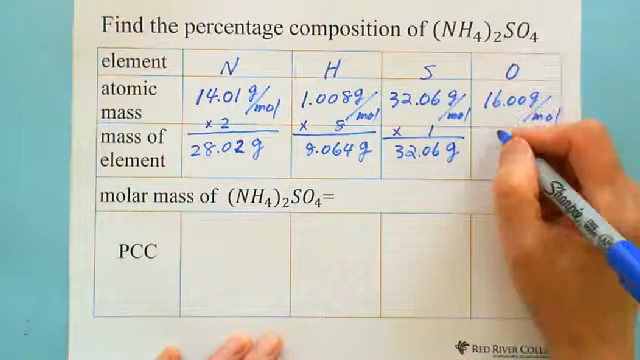 Find the percentage composition of (NH₄)₂SO₄
element N H S O
atomic mass 14.01 g/mol 1.008 g/mol 32.06 g/mol 16.00 g/mol
× 2 × 8 × 1
mass of element 28.02 g 8.064 g 32.06 g
molar mass of (NH₄)₂SO₄=
PCC
RED RIVER COLL
Sharpie